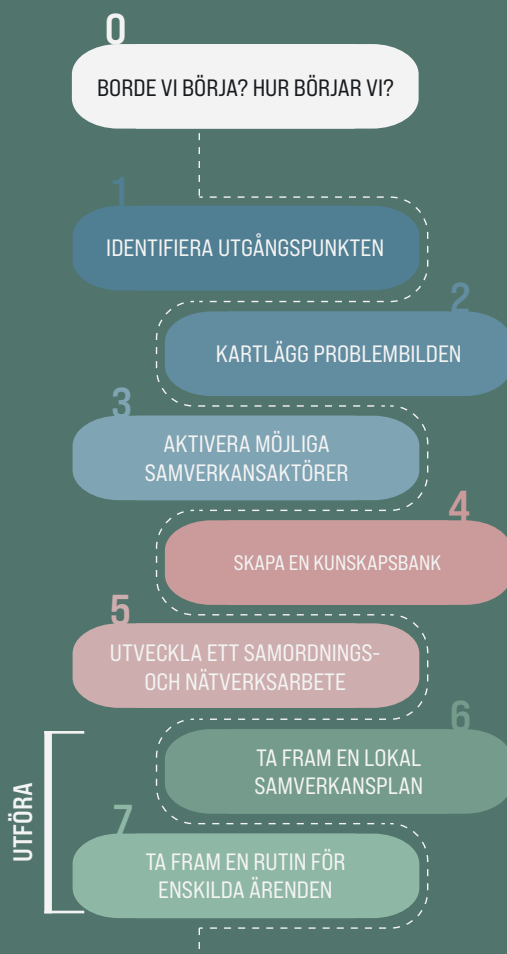 0
BORDE VI BÖRJA? HUR BÖRJAR VI?
1
IDENTIFIERA UTGÅNGSPUNKTEN
2
KARTLÄGG PROBLEMBILDEN
3
AKTIVERA MÖJLIGA
SAMVERKANSAKTÖRER
4
SKAPA EN KUNSKAPSBANK
5
UTVECKLA ETT SAMORDNINGS-
OCH NÄTVERKSARBETE
UTFÖRA
6
TA FRAM EN LOKAL
SAMVERKANSPLAN
7
TA FRAM EN RUTIN FÖR
ENSKILDA ÄRENDEN